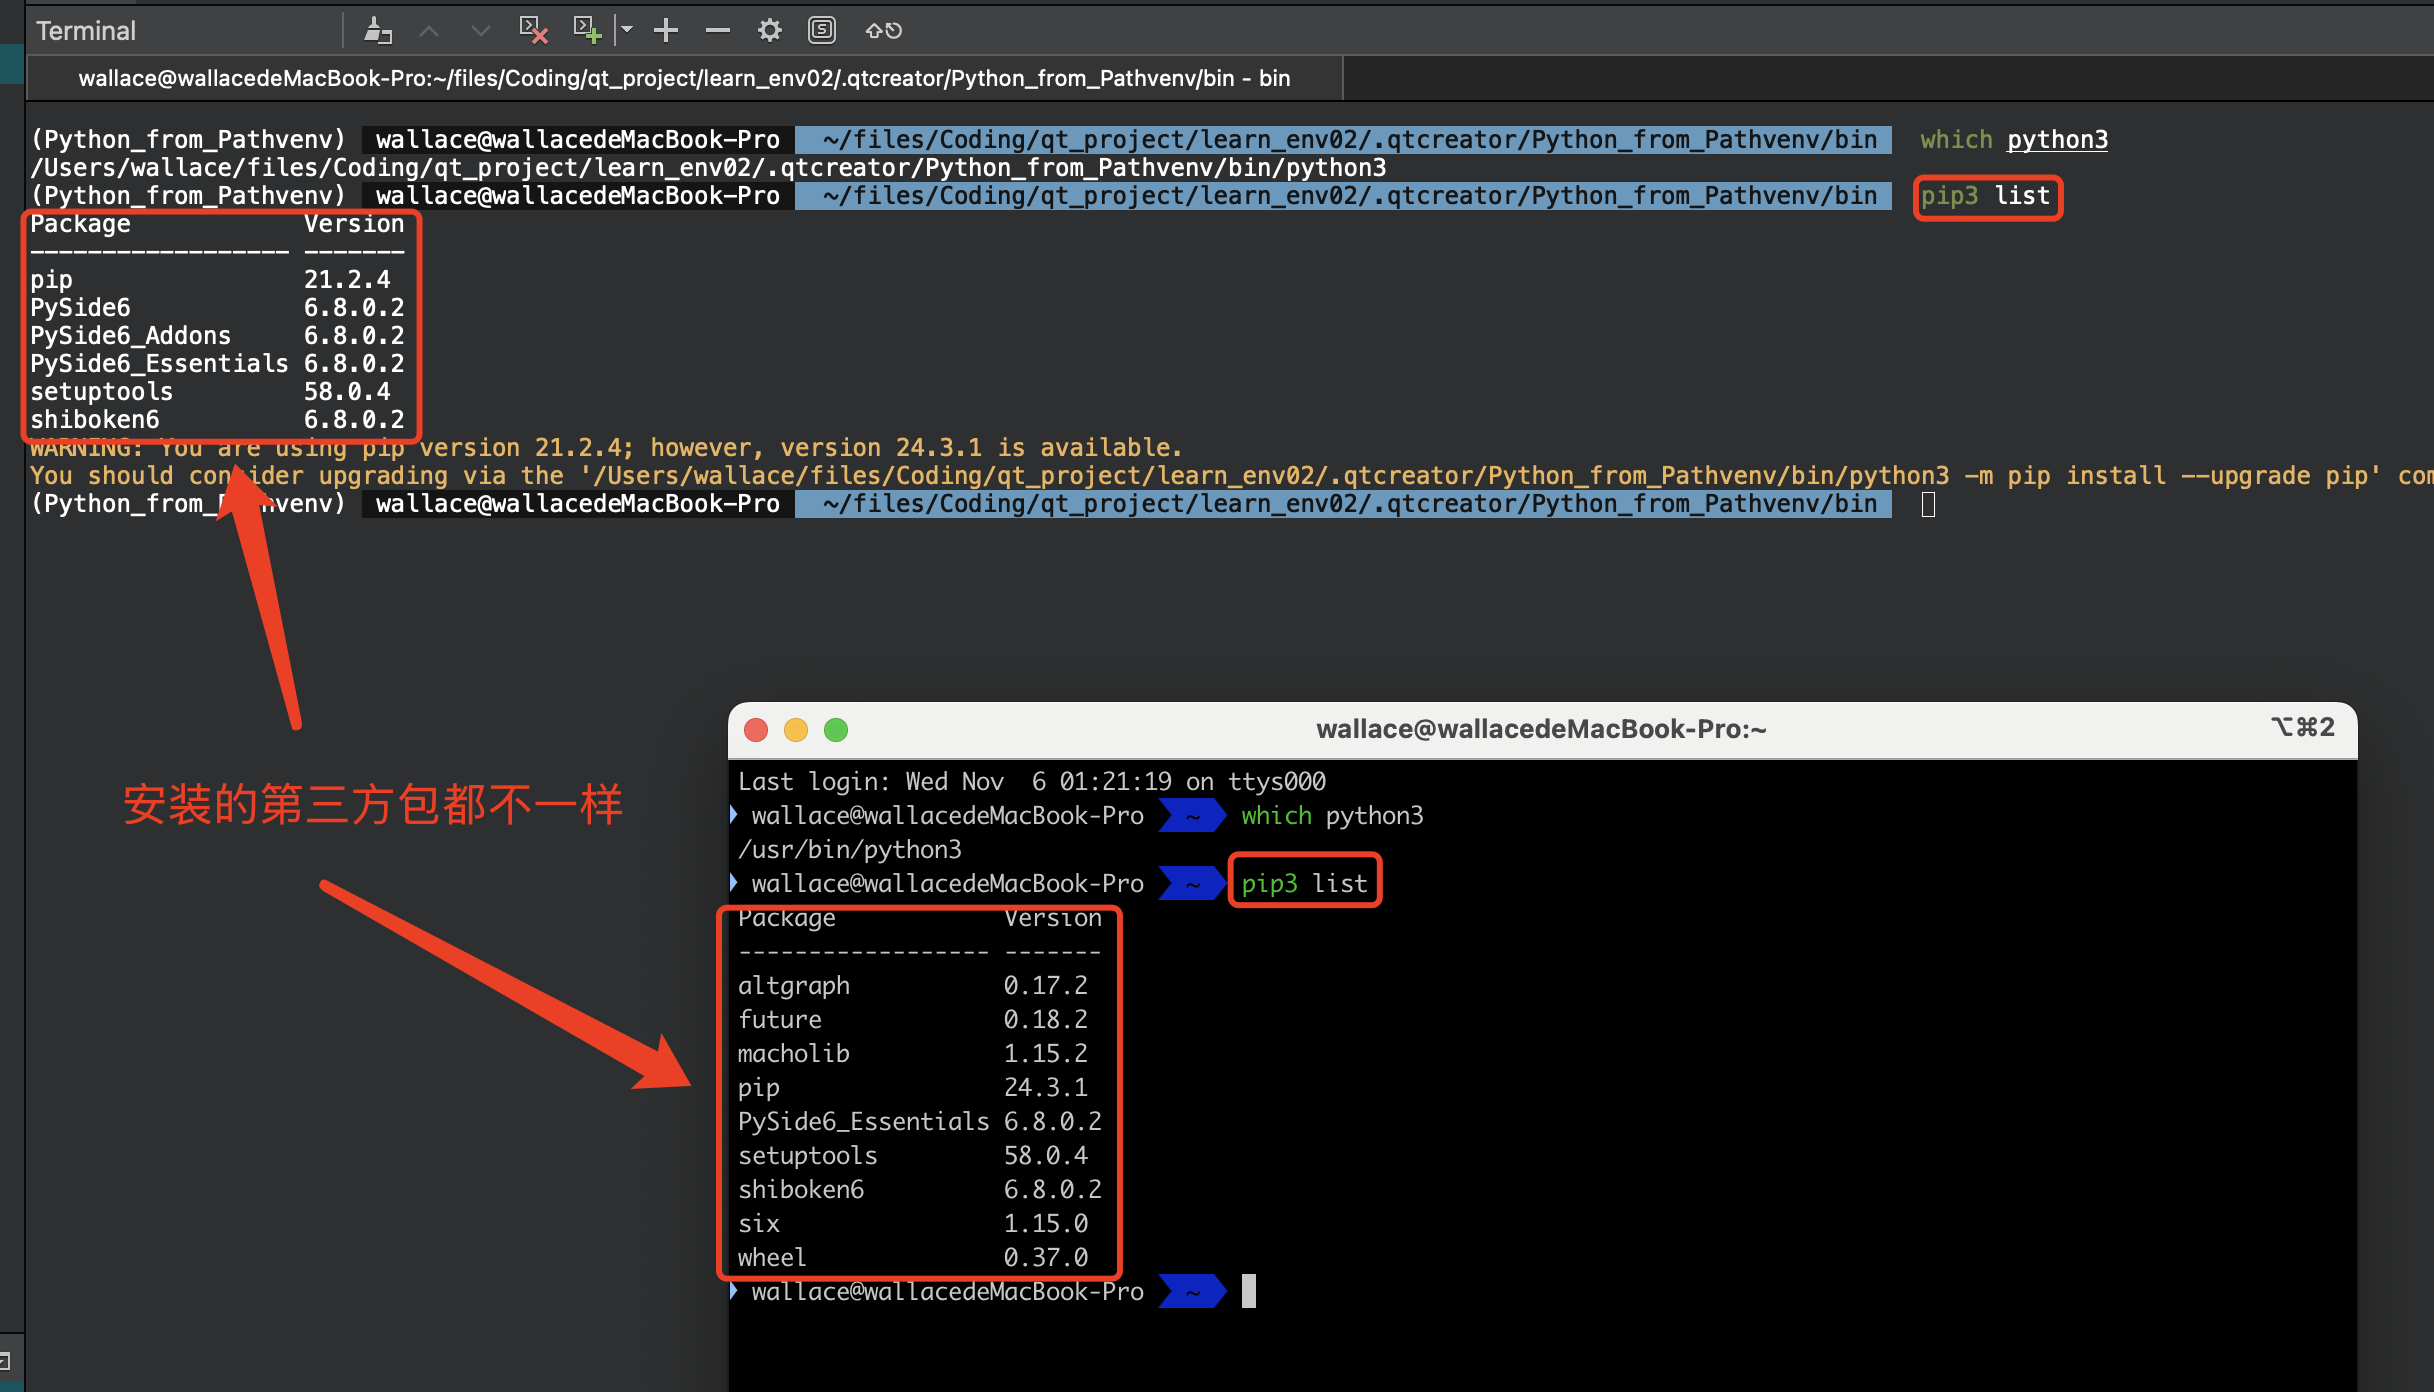 Terminal
wallace@wallacedeMacBook-Pro:~/files/Coding/qt_project/learn_env02/.qtcreator/Python_from_Pathvenv/bin - bin
(Python_from_Pathvenv) wallace@wallacedeMacBook-Pro ~/files/Coding/qt_project/learn_env02/.qtcreator/Python_from_Pathvenv/bin which python3
/Users/wallace/files/Coding/qt_project/learn_env02/.qtcreator/Python_from_Pathvenv/bin/python3
(Python_from_Pathvenv) wallace@wallacedeMacBook-Pro ~/files/Coding/qt_project/learn_env02/.qtcreator/Python_from_Pathvenv/bin pip3 list
Package Version
------------------ -------
pip 21.2.4
PySide6 6.8.0.2
PySide6_Addons 6.8.0.2
PySide6_Essentials 6.8.0.2
setuptools 58.0.4
shiboken6 6.8.0.2
WARNING: You are using pip version 21.2.4; however, version 24.3.1 is available.
You should consider upgrading via the '/Users/wallace/files/Coding/qt_project/learn_env02/.qtcreator/Python_from_Pathvenv/bin/python3 -m pip install --upgrade pip' com
(Python_from_Pathvenv) wallace@wallacedeMacBook-Pro ~/files/Coding/qt_project/learn_env02/.qtcreator/Python_from_Pathvenv/bin
安装的第三方包都不一样
wallace@wallacedeMacBook-Pro:~ ⌥⌘2
Last login: Wed Nov  6 01:21:19 on ttys000
wallace@wallacedeMacBook-Pro ~ which python3
/usr/bin/python3
wallace@wallacedeMacBook-Pro ~ pip3 list
Package Version
------------------ -------
altgraph 0.17.2
future 0.18.2
macholib 1.15.2
pip 24.3.1
PySide6_Essentials 6.8.0.2
setuptools 58.0.4
shiboken6 6.8.0.2
six 1.15.0
wheel 0.37.0
wallace@wallacedeMacBook-Pro ~